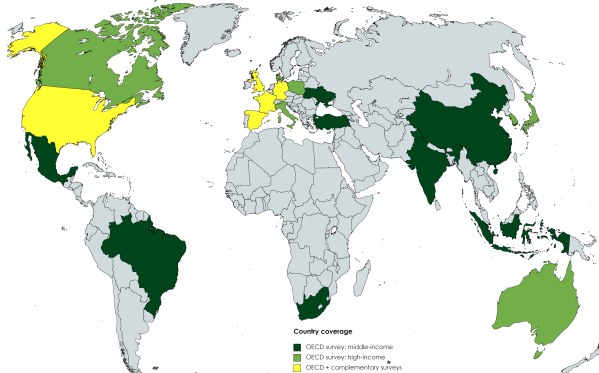 Country coverage
OECD survey: middle-income
OECD survey: high-income
OECD + complementary surveys